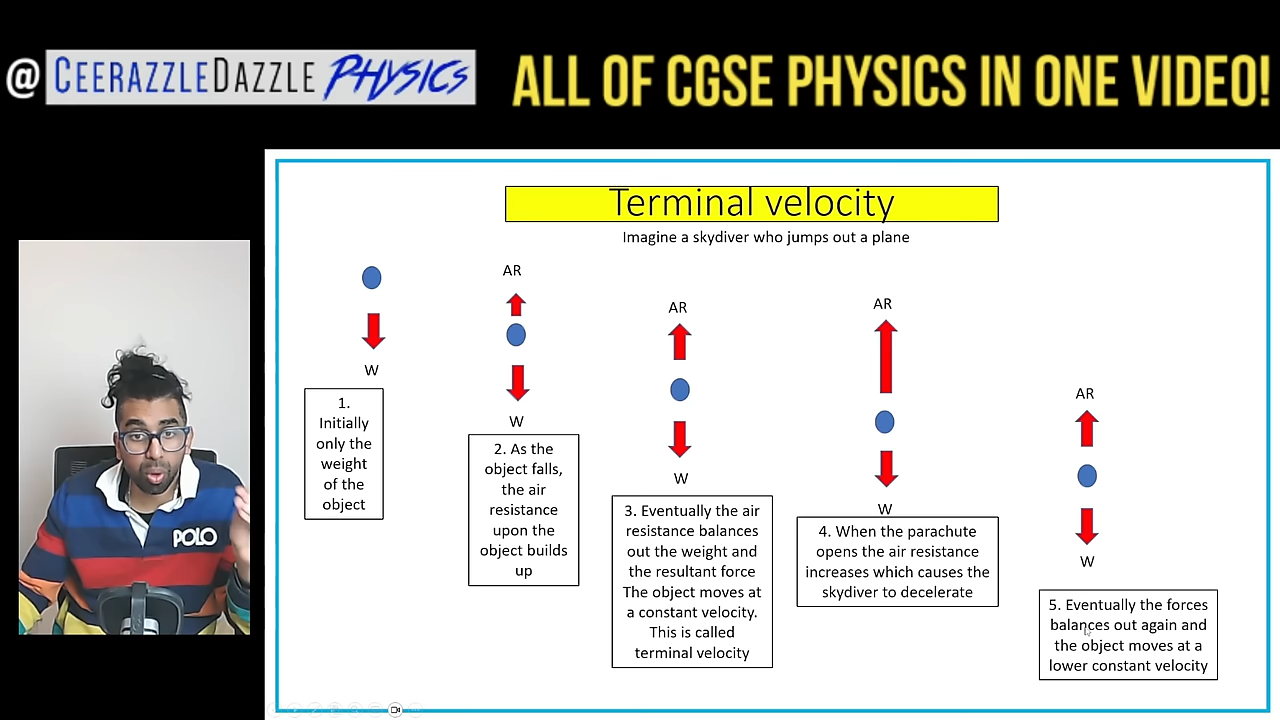 @ CEERAZZLEDAZZLE PHYSICS
ALL OF CGSE PHYSICS IN ONE VIDEO!
Terminal velocity
Imagine a skydiver who jumps out a plane
W
1.
Initially
only the
weight
of the
object
AR
W
2. As the
object falls,
the air
resistance
upon the
object builds
up
AR
W
3. Eventually the air
resistance balances
out the weight and
the resultant force
The object moves at
a constant velocity.
This is called
terminal velocity
AR
W
4. When the parachute
opens the air resistance
increases which causes the
skydiver to decelerate
AR
W
5. Eventually the forces
balances out again and
the object moves at a
lower constant velocity
POLO